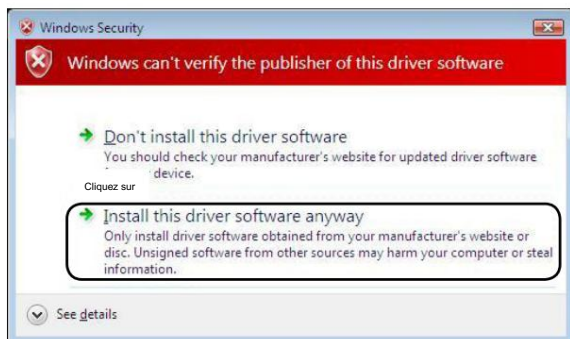 Windows Security
Windows can't verify the publisher of this driver software
Don't install this driver software
You should check your manufacturer's website for updated driver software
device.
Cliquez sur
Install this driver software anyway
Only install driver software obtained from your manufacturer's website or
disc. Unsigned software from other sources may harm your computer or steal
information.
See details